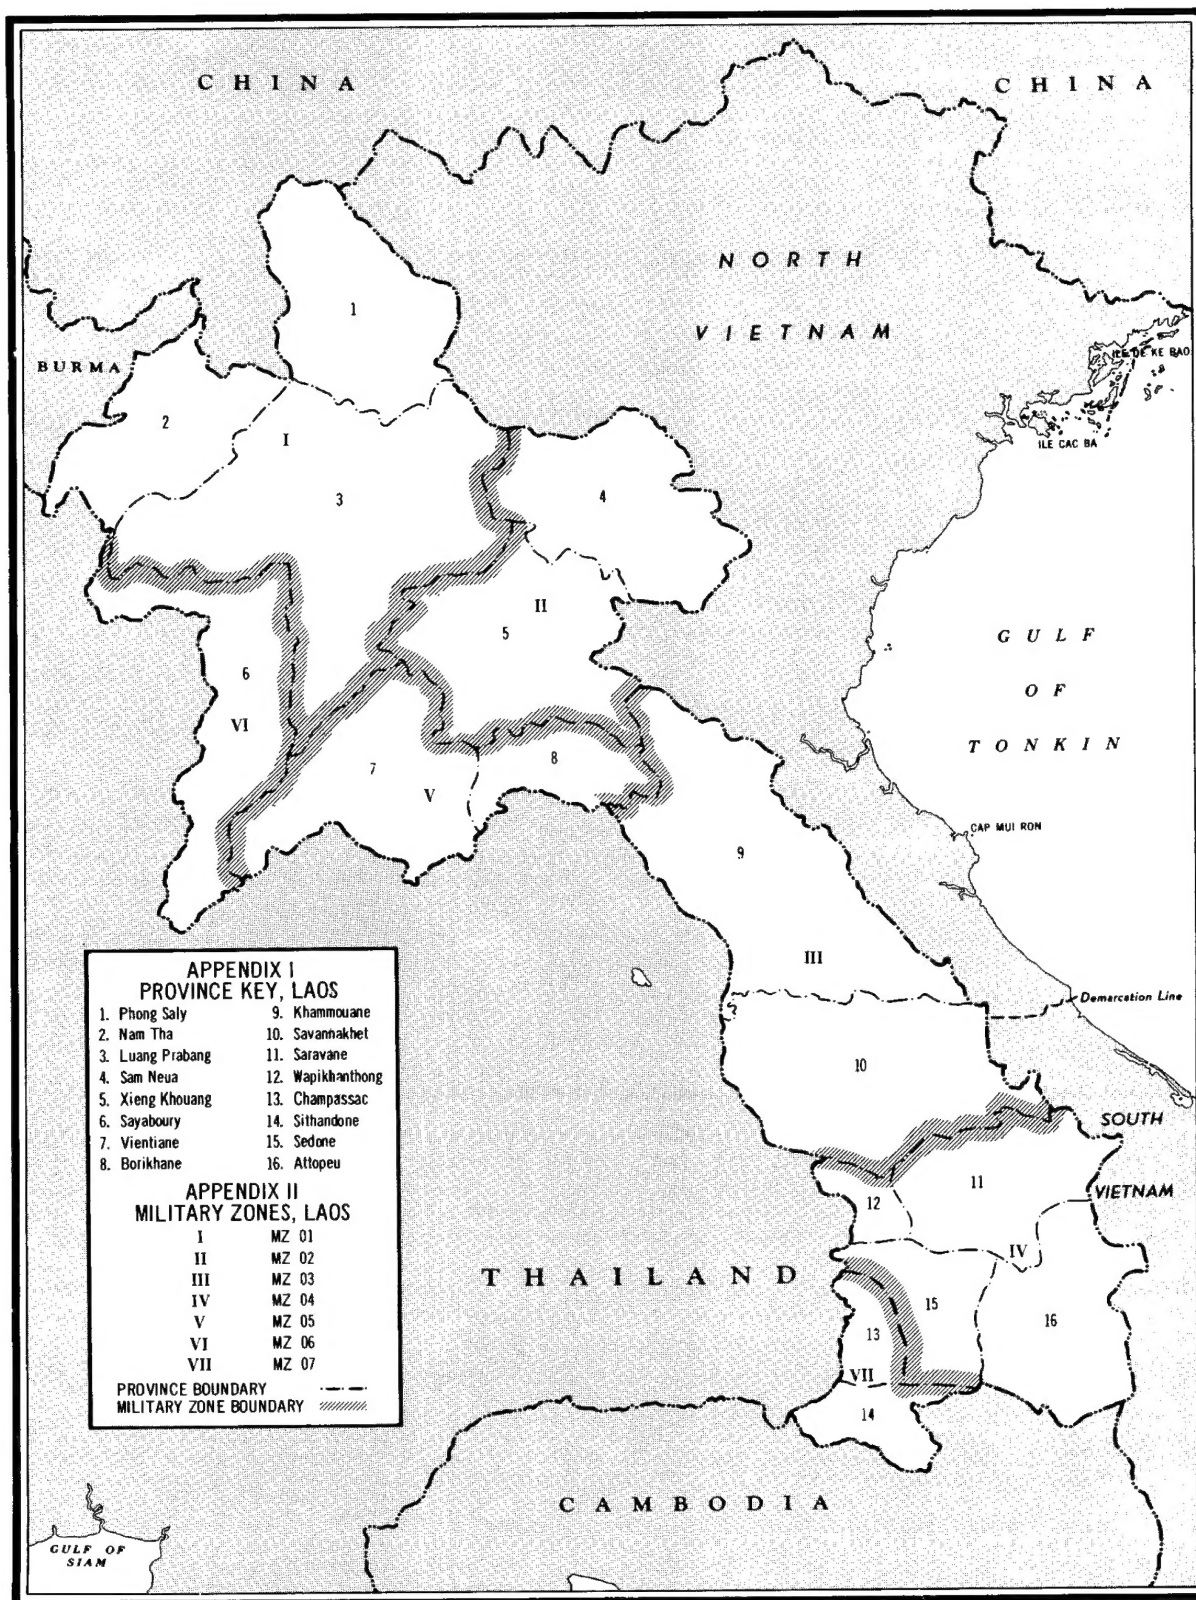 CHINA
CHINA
NORTH
VIETNAM
BURMA
ILE DE KE BAO
ILE CAC BA
1
2
I
3
4
II
5
GULF
OF
TONKIN
6
VI
7
V
8
CAP MUI RON
9
III
Demarcation Line
10
SOUTH
VIETNAM
11
12
IV
THAILAND
15
13
16
VII
14
CAMBODIA
GULF OF
SIAM
APPENDIX I
PROVINCE KEY, LAOS
1. Phong Saly
2. Nam Tha
3. Luang Prabang
4. Sam Neua
5. Xieng Khouang
6. Sayaboury
7. Vientiane
8. Borikhane
9. Khammouane
10. Savannakhet
11. Saravane
12. Wapikhanthong
13. Champassac
14. Sithandone
15. Sedone
16. Attopeu
APPENDIX II
MILITARY ZONES, LAOS
I MZ 01
II MZ 02
III MZ 03
IV MZ 04
V MZ 05
VI MZ 06
VII MZ 07
PROVINCE BOUNDARY
MILITARY ZONE BOUNDARY